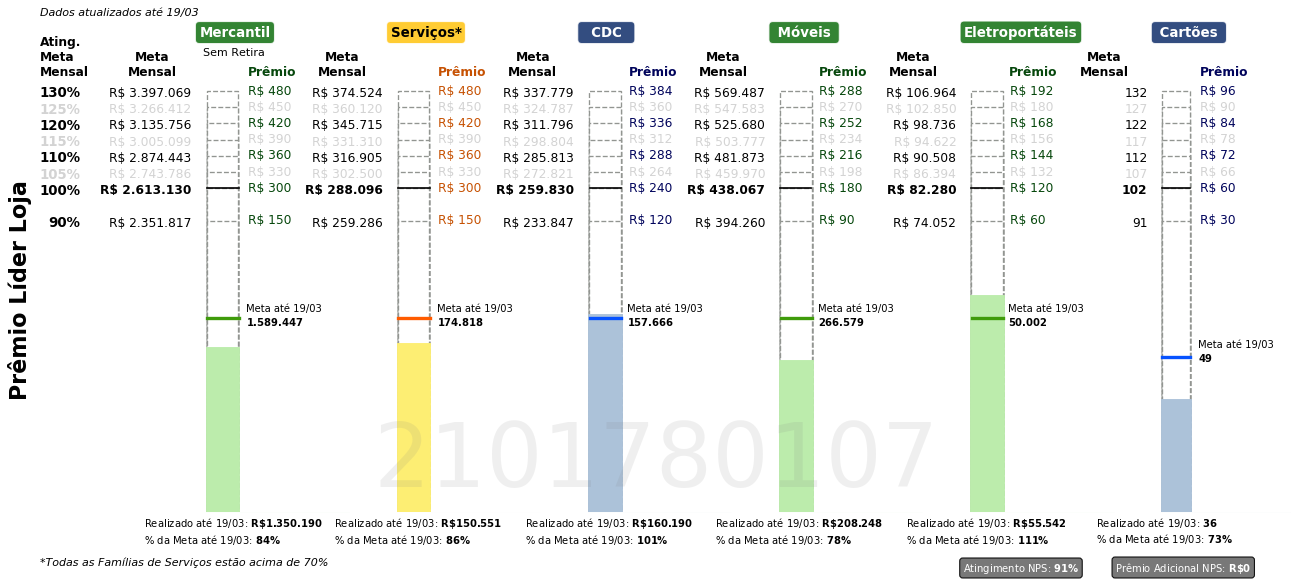 Dados atualizados até 19/03
Mercantil Serviços* CDC Móveis Eletroportáteis Cartões
Sem Retira
Ating. Meta Mensal Meta Mensal Prêmio Meta Mensal Prêmio Meta Mensal Prêmio Meta Mensal Prêmio Meta Mensal Prêmio Meta Mensal Prêmio
130% R$ 3.397.069 R$ 480 R$ 374.524 R$ 480 R$ 337.779 R$ 384 R$ 569.487 R$ 288 R$ 106.964 R$ 192 132 R$ 96
125% R$ 3.266.412 R$ 450 R$ 360.120 R$ 450 R$ 324.787 R$ 360 R$ 547.583 R$ 270 R$ 102.850 R$ 180 127 R$ 90
120% R$ 3.135.756 R$ 420 R$ 345.715 R$ 420 R$ 311.796 R$ 336 R$ 525.680 R$ 252 R$ 98.736 R$ 168 122 R$ 84
115% R$ 3.005.099 R$ 390 R$ 331.310 R$ 390 R$ 298.804 R$ 312 R$ 503.777 R$ 234 R$ 94.622 R$ 156 117 R$ 78
110% R$ 2.874.443 R$ 360 R$ 316.905 R$ 360 R$ 285.813 R$ 288 R$ 481.873 R$ 216 R$ 90.508 R$ 144 112 R$ 72
105% R$ 2.743.786 R$ 330 R$ 302.500 R$ 330 R$ 272.821 R$ 264 R$ 459.970 R$ 198 R$ 86.394 R$ 132 107 R$ 66
100% R$ 2.613.130 R$ 300 R$ 288.096 R$ 300 R$ 259.830 R$ 240 R$ 438.067 R$ 180 R$ 82.280 R$ 120 102 R$ 60
90% R$ 2.351.817 R$ 150 R$ 259.286 R$ 150 R$ 233.847 R$ 120 R$ 394.260 R$ 90 R$ 74.052 R$ 60 91 R$ 30
Prêmio Líder Loja
Meta até 19/03 Meta até 19/03 Meta até 19/03 Meta até 19/03 Meta até 19/03
1.589.447 174.818 157.666 266.579 50.002
Meta até 19/03
49
2101780107
Realizado até 19/03: R$1.350.190 Realizado até 19/03: R$150.551 Realizado até 19/03: R$160.190 Realizado até 19/03: R$208.248 Realizado até 19/03: R$55.542 Realizado até 19/03: 36
% da Meta até 19/03: 84% % da Meta até 19/03: 86% % da Meta até 19/03: 101% % da Meta até 19/03: 78% % da Meta até 19/03: 111% % da Meta até 19/03: 73%
*Todas as Famílias de Serviços estão acima de 70% Atingimento NPS: 91% Prêmio Adicional NPS: R$0